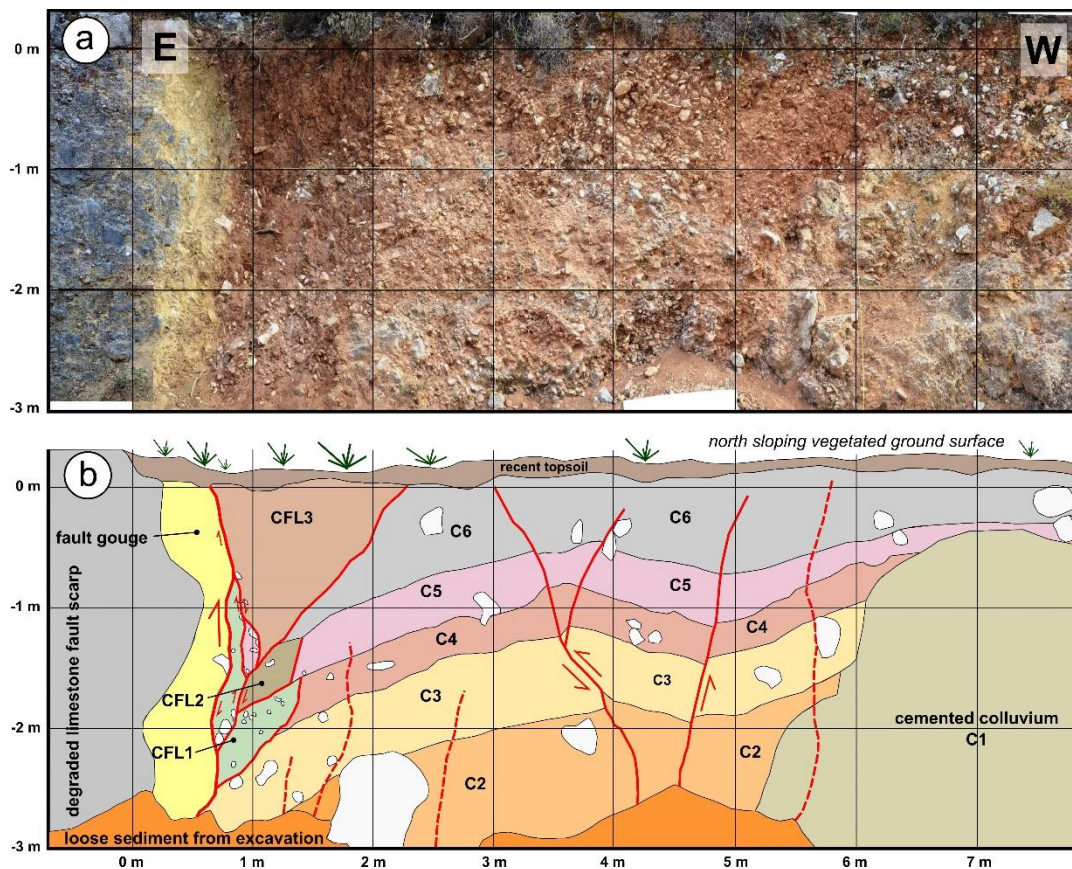 a
E
W
0 m
-1 m
-2 m
-3 m
b
north sloping vegetated ground surface
recent topsoil
0 m
CFL3
C6
fault gouge
C5
-1 m
C4
C4
degraded limestone fault scarp
CFL2
C3
C3
-2 m
CFL1
C2
C2
cemented colluvium
C1
loose sediment from excavation
-3 m
0 m
1 m
2 m
3 m
4 m
5 m
6 m
7 m